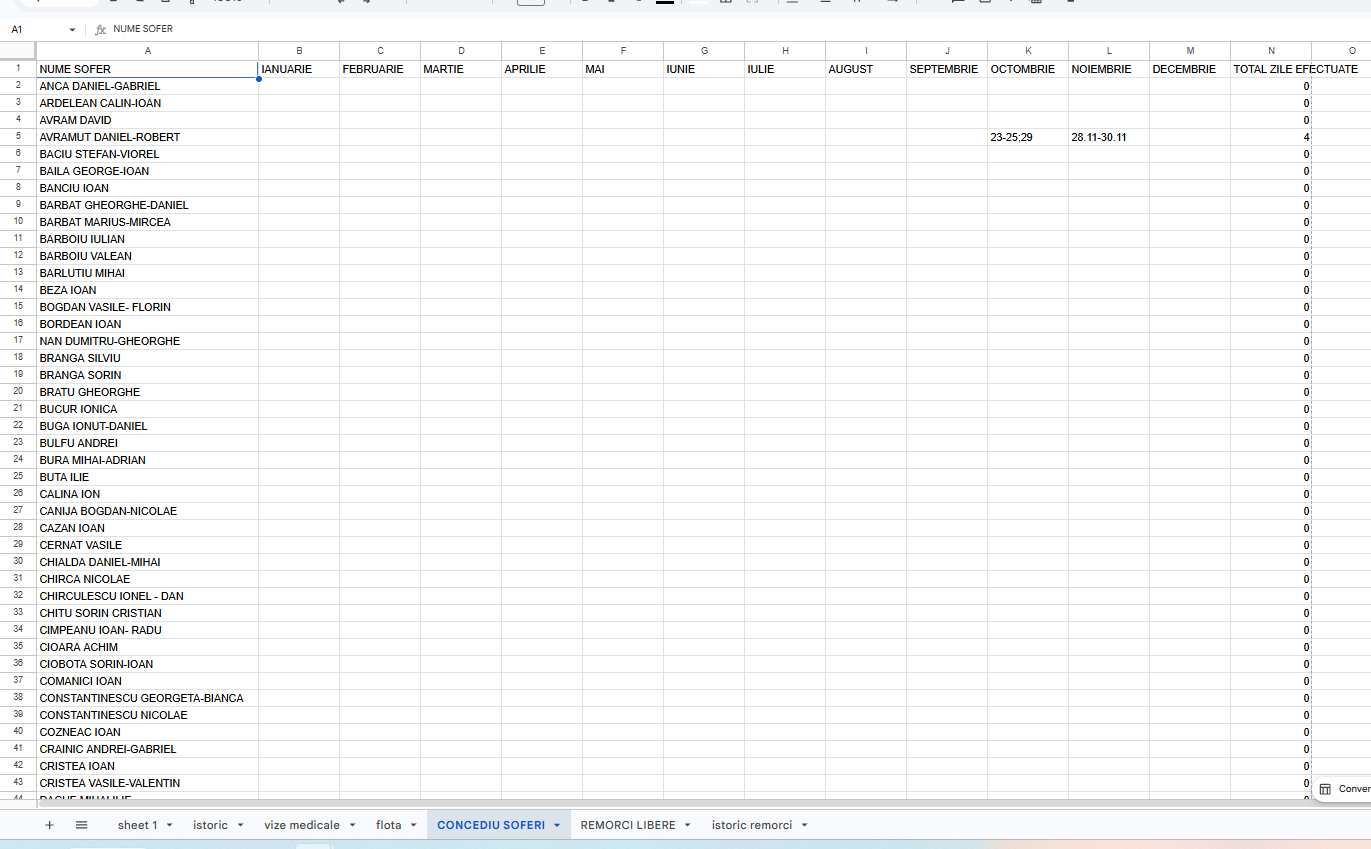 A1 fx NUME SOFER
A B C D E F G H I J K L M N O
1 NUME SOFER IANUARIE FEBRUARIE MARTIE APRILIE MAI IUNIE IULIE AUGUST SEPTEMBRIE OCTOMBRIE NOIEMBRIE DECEMBRIE TOTAL ZILE EFECTUATE
2 ANCA DANIEL-GABRIEL 0
3 ARDELEAN CALIN-IOAN 0
4 AVRAM DAVID 0
5 AVRAMUT DANIEL-ROBERT 23-25;29 28.11-30.11 4
6 BACIU STEFAN-VIOREL 0
7 BAILA GEORGE-IOAN 0
8 BANCIU IOAN 0
9 BARBAT GHEORGHE-DANIEL 0
10 BARBAT MARIUS-MIRCEA 0
11 BARBOIU IULIAN 0
12 BARBOIU VALEAN 0
13 BARLUTIU MIHAI 0
14 BEZA IOAN 0
15 BOGDAN VASILE- FLORIN 0
16 BORDEAN IOAN 0
17 NAN DUMITRU-GHEORGHE 0
18 BRANGA SILVIU 0
19 BRANGA SORIN 0
20 BRATU GHEORGHE 0
21 BUCUR IONICA 0
22 BUGA IONUT-DANIEL 0
23 BULFU ANDREI 0
24 BURA MIHAI-ADRIAN 0
25 BUTA ILIE 0
26 CALINA ION 0
27 CANIJA BOGDAN-NICOLAE 0
28 CAZAN IOAN 0
29 CERNAT VASILE 0
30 CHIALDA DANIEL-MIHAI 0
31 CHIRCA NICOLAE 0
32 CHIRCULESCU IONEL - DAN 0
33 CHITU SORIN CRISTIAN 0
34 CIMPEANU IOAN- RADU 0
35 CIOARA ACHIM 0
36 CIOBOTA SORIN-IOAN 0
37 COMANICI IOAN 0
38 CONSTANTINESCU GEORGETA-BIANCA 0
39 CONSTANTINESCU NICOLAE 0
40 COZNEAC IOAN 0
41 CRAINIC ANDREI-GABRIEL 0
42 CRISTEA IOAN 0
43 CRISTEA VASILE-VALENTIN 0
Conver
sheet 1 istoric vize medicale flota CONCEDIU SOFERI REMORCI LIBERE istoric remorci